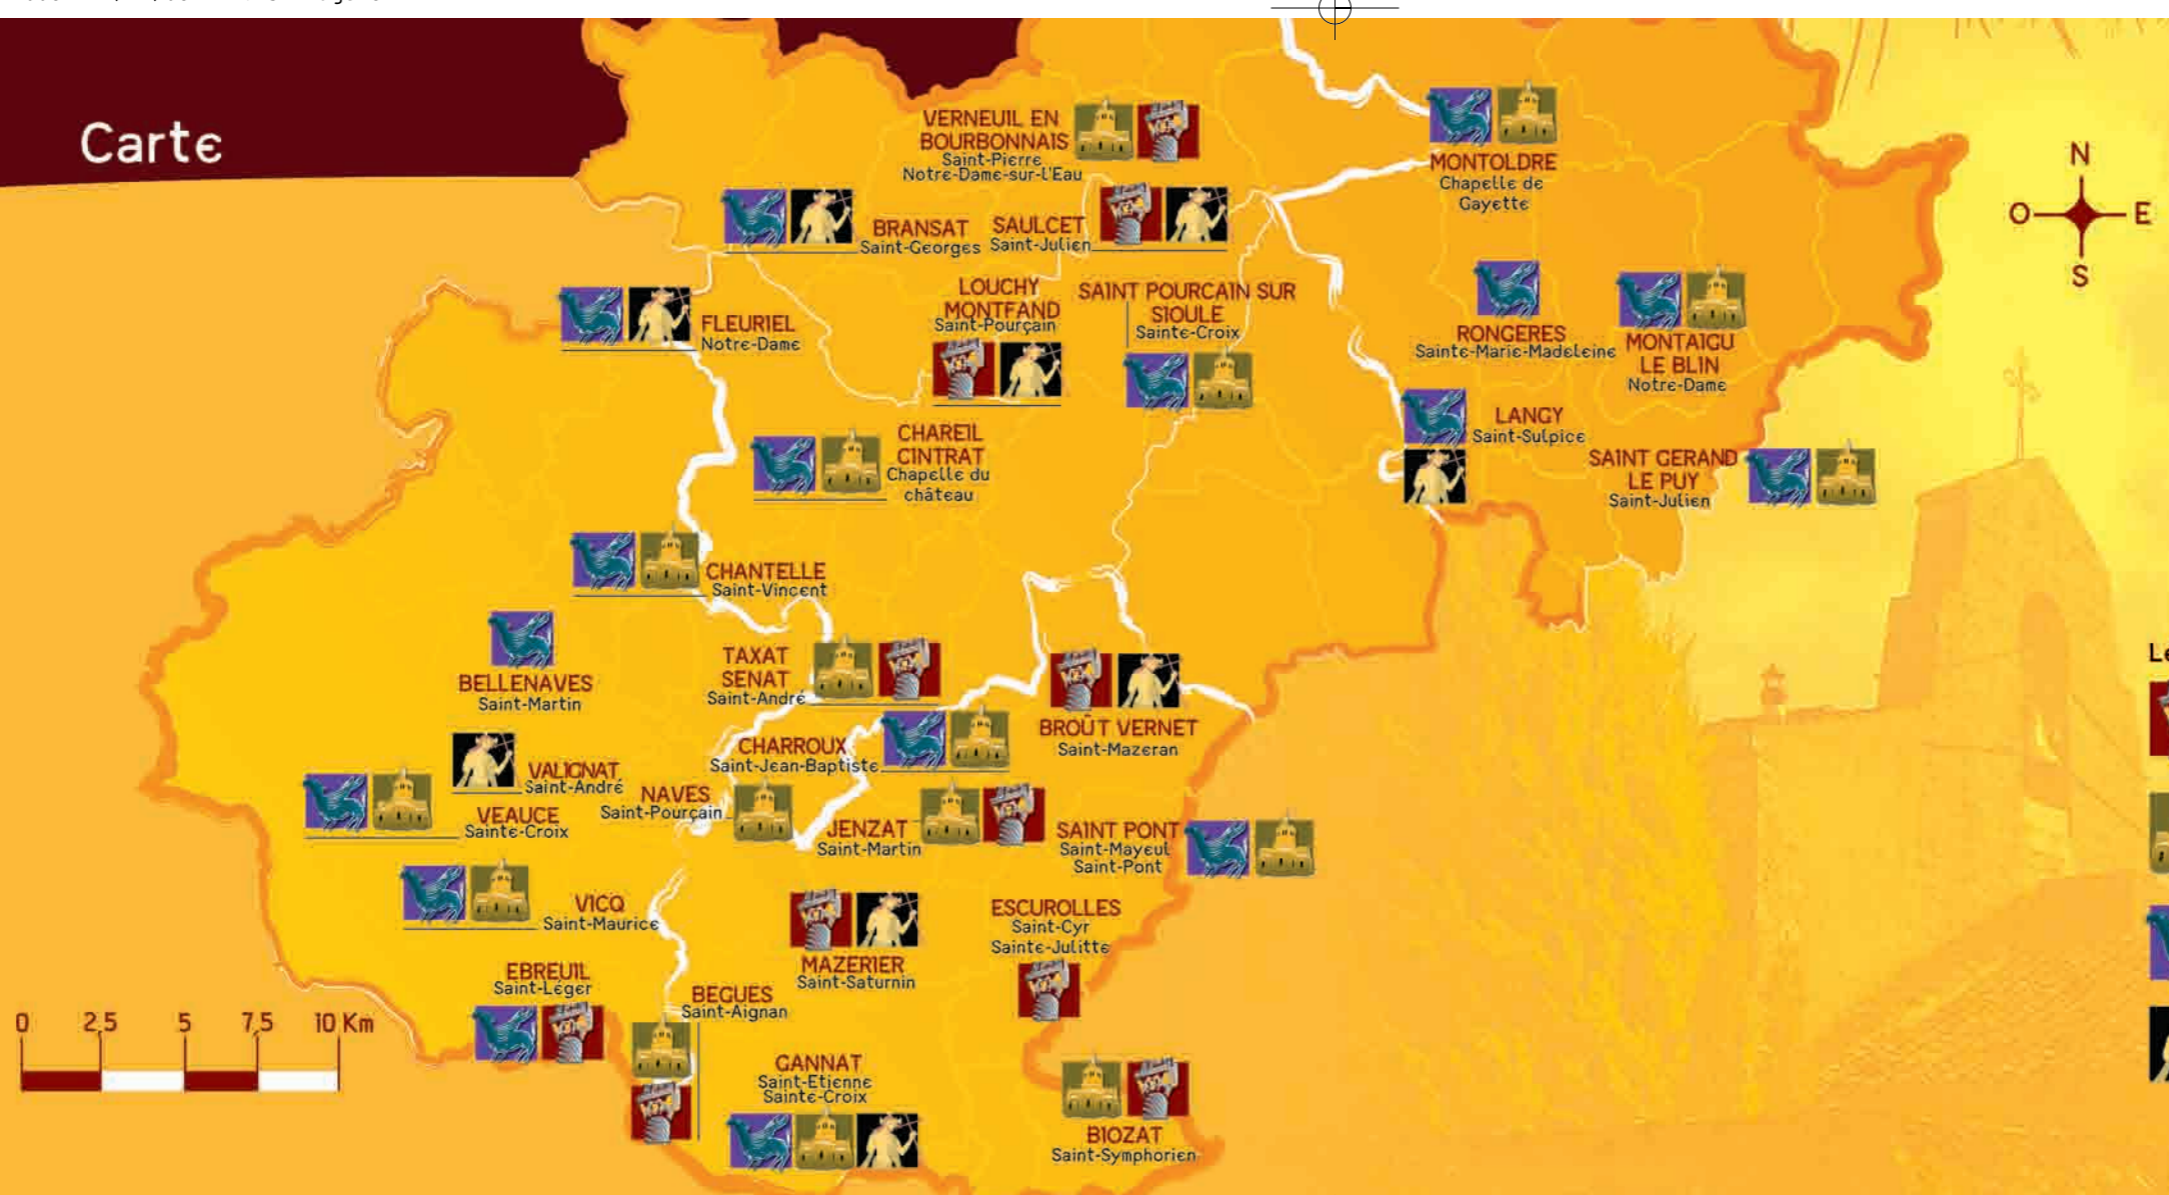 Carte
VERNEUIL EN
BOURBONNAIS
Saint-Pierre
Notre-Dame-sur-l'Eau
MONTOLDRE
Chapelle de
Gayette
N
O
E
S
BRANSAT
Saint-Georges
SAULCET
Saint-Julien
LOUCHY
MONTFAND
Saint-Pourçain
SAINT POURCAIN SUR
SIOULE
Sainte-Croix
FLEURIEL
Notre-Dame
RONGERES
Sainte-Marie-Madeleine
MONTAIGU
LE BLIN
Notre-Dame
CHAREIL
CINTRAT
Chapelle du
château
LANGY
Saint-Sulpice
SAINT GERAND
LE PUY
Saint-Julien
CHANTELLE
Saint-Vincent
BELLENAVES
Saint-Martin
TAXAT
SENAT
Saint-André
BROÛT VERNET
Saint-Mazeran
CHARROUX
Saint-Jean-Baptiste
VALIGNAT
Saint-André
VEAUCE
Sainte-Croix
NAVES
Saint-Pourçain
JENZAT
Saint-Martin
SAINT PONT
Saint-Mayeul
Saint-Pont
VICQ
Saint-Maurice
ESCUROLLES
Saint-Cyr
Sainte-Julitte
MAZERIER
Saint-Saturnin
EBREUIL
Saint-Léger
BEGUES
Saint-Aignan
0 2,5 5 7,5 10 Km
GANNAT
Saint-Etienne
Sainte-Croix
BIOZAT
Saint-Symphorien